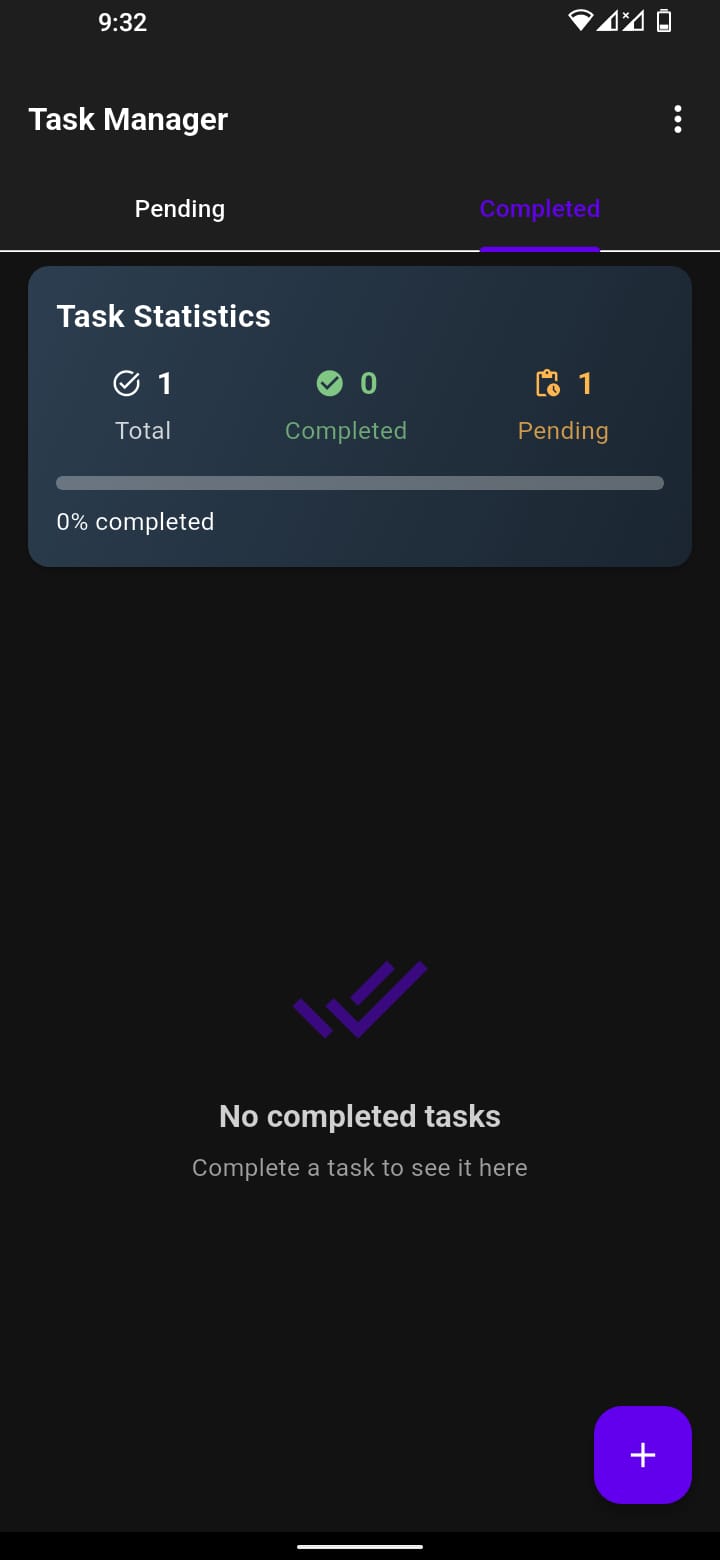 9:32
Task Manager
Pending Completed
Task Statistics
1 0 1
Total Completed Pending
0% completed
No completed tasks
Complete a task to see it here